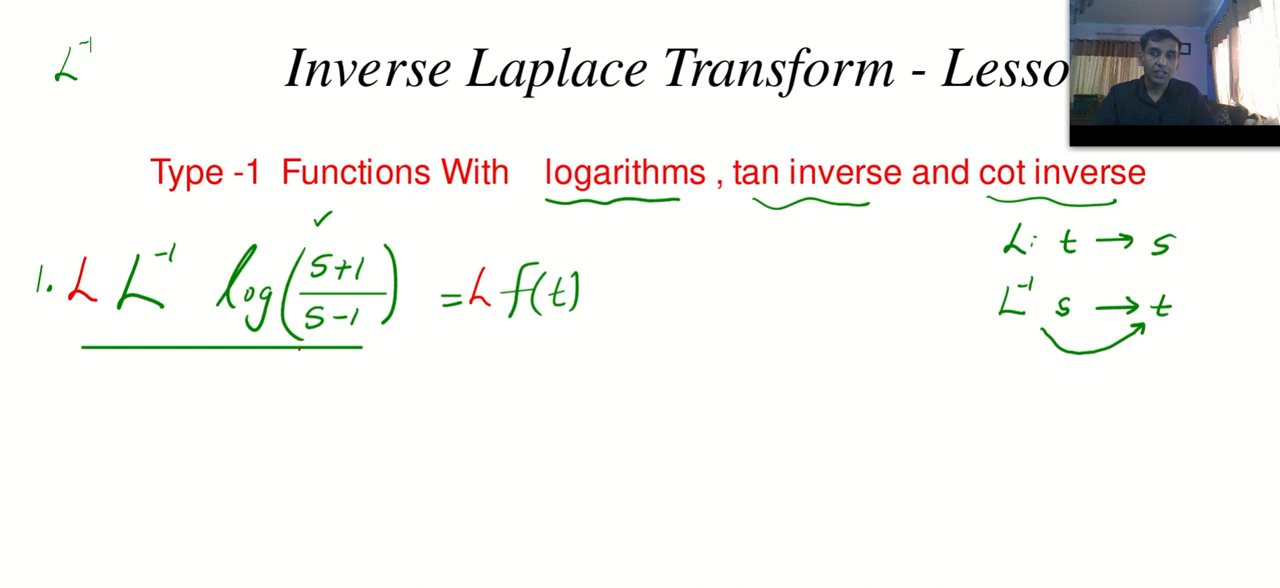 L⁻¹
Inverse Laplace Transform - Lesso
Type -1 Functions With logarithms , tan inverse and cot inverse
L: t → s
1. L L⁻¹ log(s+1/s-1) = L f(t)
L⁻¹ s → t